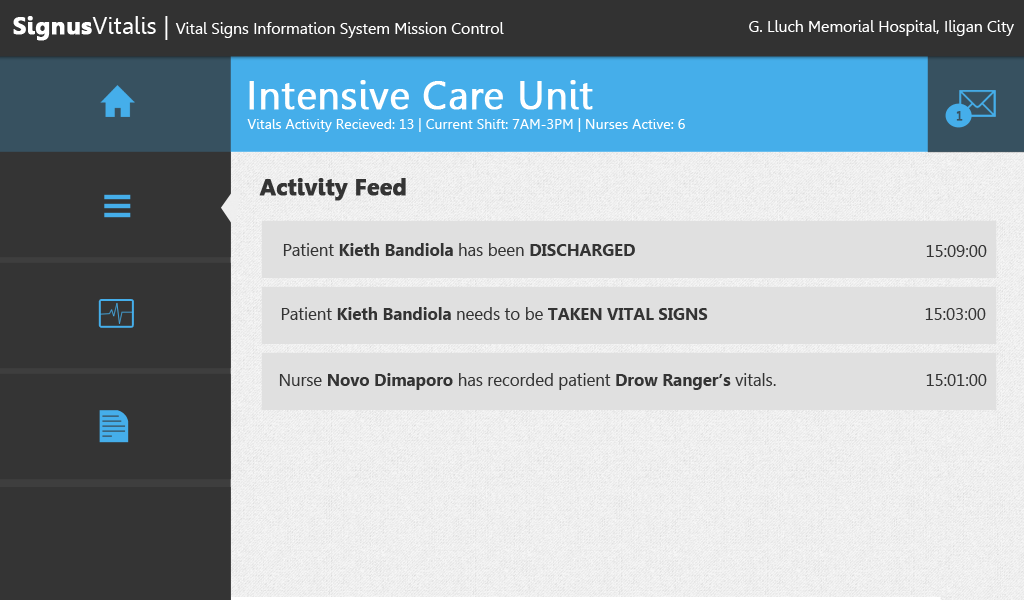 SignusVitalis | Vital Signs Information System Mission Control
G. Lluch Memorial Hospital, Iligan City
Intensive Care Unit
Vitals Activity Recieved: 13 | Current Shift: 7AM-3PM | Nurses Active: 6
1
Activity Feed
Patient Kieth Bandiola has been DISCHARGED 15:09:00
Patient Kieth Bandiola needs to be TAKEN VITAL SIGNS 15:03:00
Nurse Novo Dimaporo has recorded patient Drow Ranger’s vitals. 15:01:00